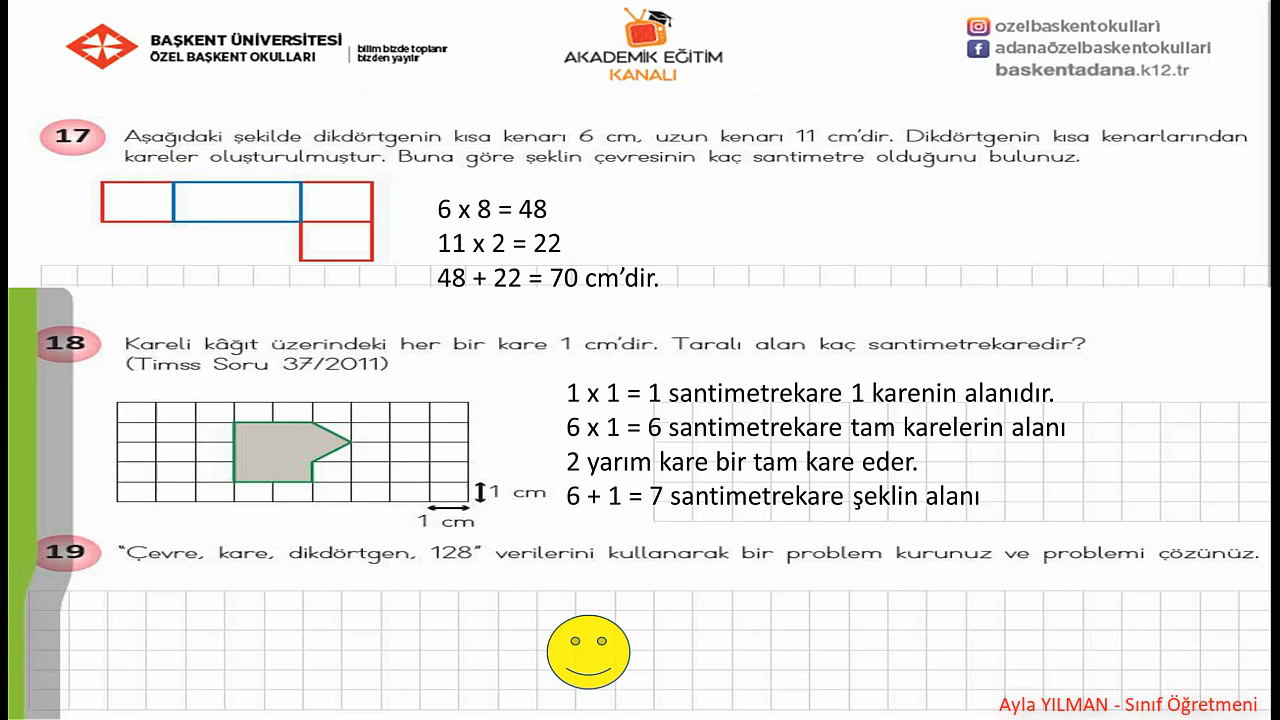 BAŞKENT ÜNİVERSİTESİ
ÖZEL BAŞKENT OKULLARI
bilim bizde toplanır
bizden yayılır
AKADEMİK EĞİTİM
KANALI
ozelbaskentokulları
adanaözelbaskentokulları
baskentadana.k12.tr
17 Aşağıdaki şekilde dikdörtgenin kısa kenarı 6 cm, uzun kenarı 11 cm'dir. Dikdörtgenin kısa kenarlarından
kareler oluşturulmuştur. Buna göre şeklin çevresinin kaç santimetre olduğunu bulunuz.
6 x 8 = 48
11 x 2 = 22
48 + 22 = 70 cm’dir.
18 Kareli kâğıt üzerindeki her bir kare 1 cm'dir. Taralı alan kaç santimetrekaredir?
(Timss Soru 37/2011)
1 x 1 = 1 santimetrekare 1 karenin alanıdır.
6 x 1 = 6 santimetrekare tam karelerin alanı
2 yarım kare bir tam kare eder.
6 + 1 = 7 santimetrekare şeklin alanı
1 cm
1 cm
19 “Çevre, kare, dikdörtgen, 128” verilerini kullanarak bir problem kurunuz ve problemi çözünüz.
Ayla YILMAN - Sınıf Öğretmeni